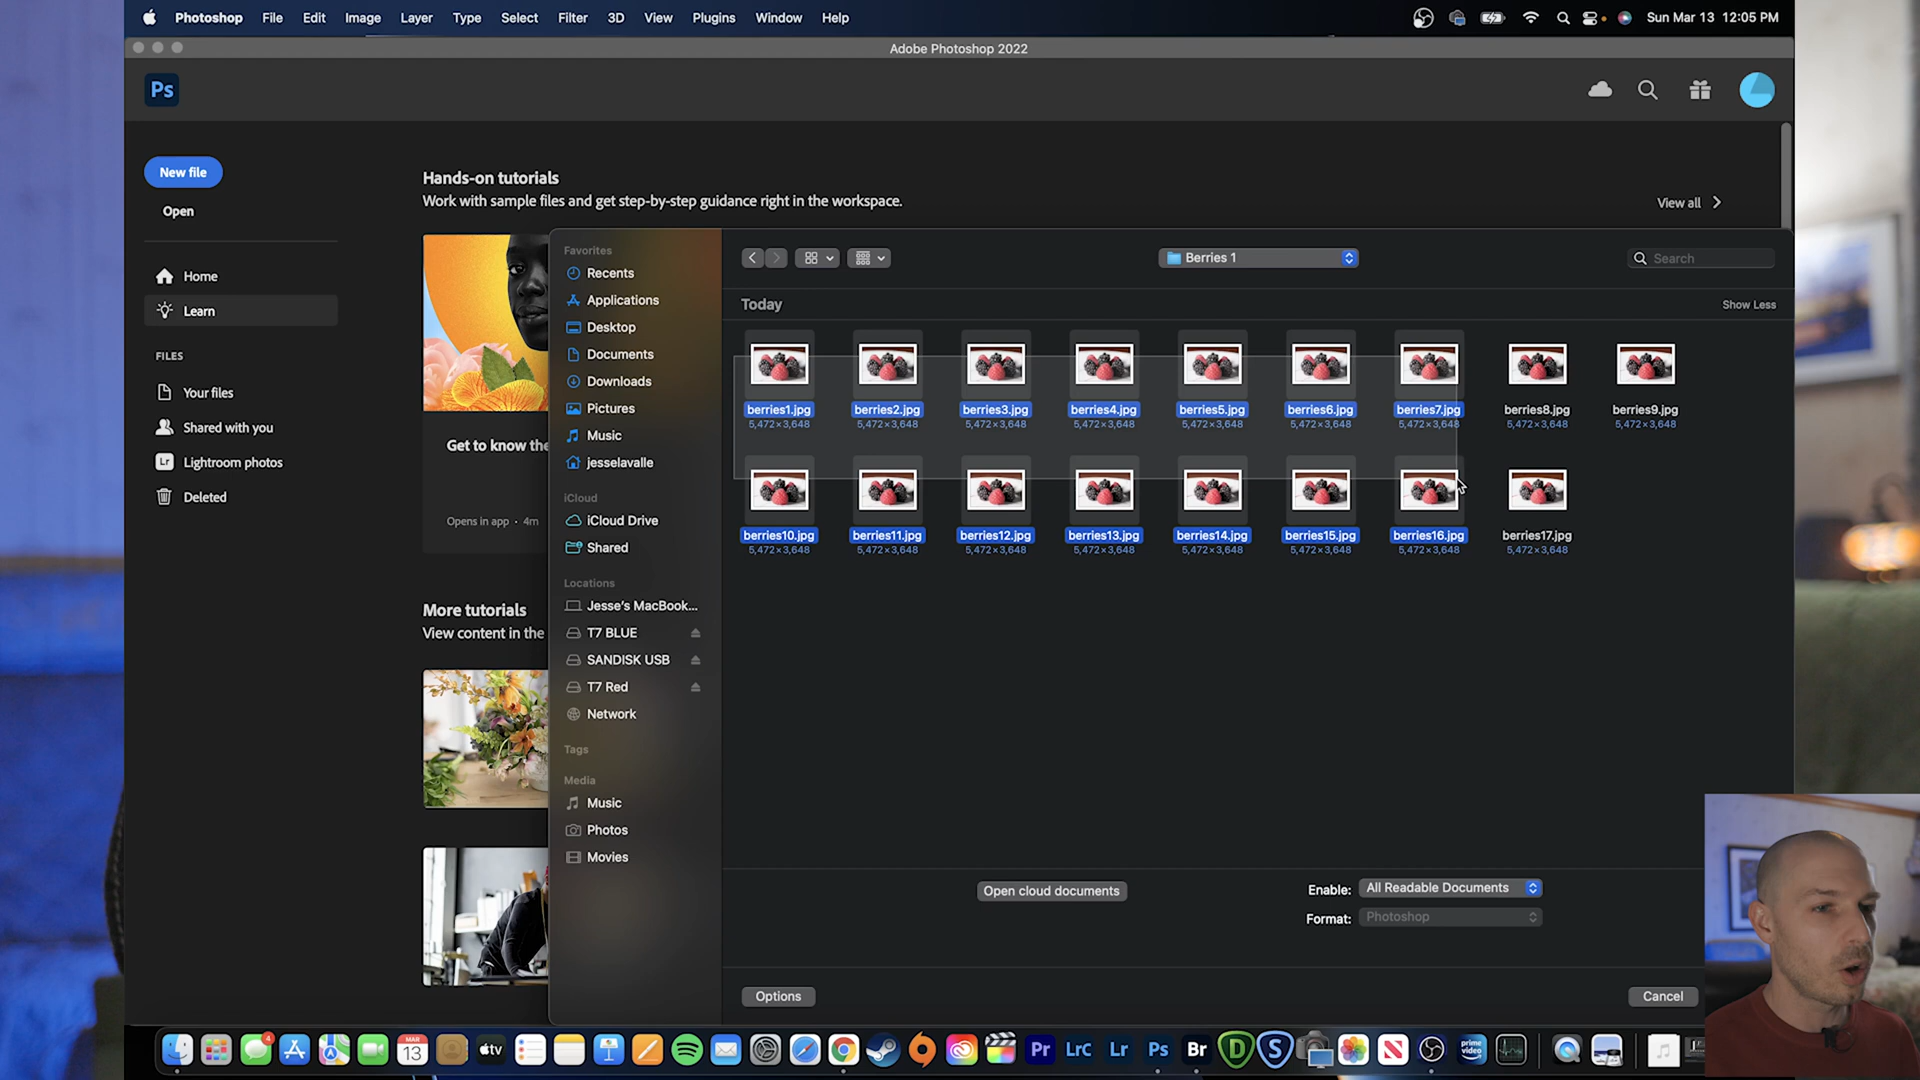 Photoshop File Edit Image Layer Type Select Filter 3D View Plugins Window Help Sun Mar 13 12:05 PM
Adobe Photoshop 2022
Ps
New file
Open
Home
Learn
FILES
Your files
Shared with you
Lr Lightroom photos
Deleted
Hands-on tutorials
Work with sample files and get step-by-step guidance right in the workspace.
View all
Get to know the
Opens in app • 4m
More tutorials
View content in the
Favorites
Recents
Applications
Desktop
Documents
Downloads
Pictures
Music
jesselavalle
iCloud
iCloud Drive
Shared
Locations
Jesse's MacBook...
T7 BLUE
SANDISK USB
T7 Red
Network
Tags
Media
Music
Photos
Movies
Berries 1
Search
Today
Show Less
berries1.jpg berries2.jpg berries3.jpg berries4.jpg berries5.jpg berries6.jpg berries7.jpg berries8.jpg berries9.jpg
5,472×3,648 5,472×3,648 5,472×3,648 5,472×3,648 5,472×3,648 5,472×3,648 5,472×3,648 5,472×3,648 5,472×3,648
berries10.jpg berries11.jpg berries12.jpg berries13.jpg berries14.jpg berries15.jpg berries16.jpg berries17.jpg
5,472×3,648 5,472×3,648 5,472×3,648 5,472×3,648 5,472×3,648 5,472×3,648 5,472×3,648 5,472×3,648
Open cloud documents
Enable: All Readable Documents
Format: Photoshop
Options
Cancel
4 MAR 13 tv Pr LrC Lr Ps Br D S N prime video